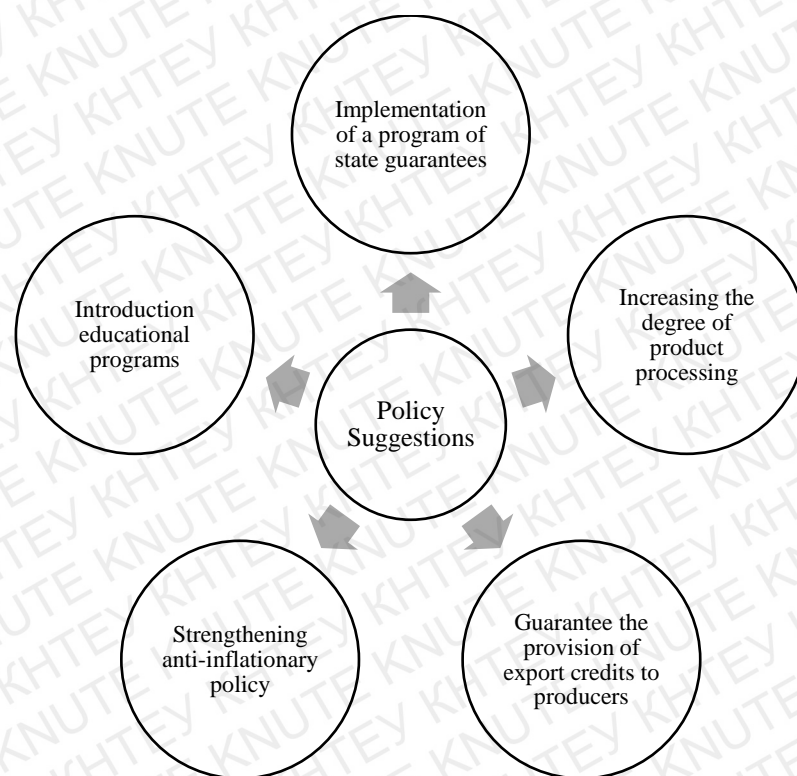 Implementation
of a program of
state guarantees
Introduction
educational
programs
Increasing the
degree of
product
processing
Policy
Suggestions
Strengthening
anti-inflationary
policy
Guarantee the
provision of
export credits to
producers